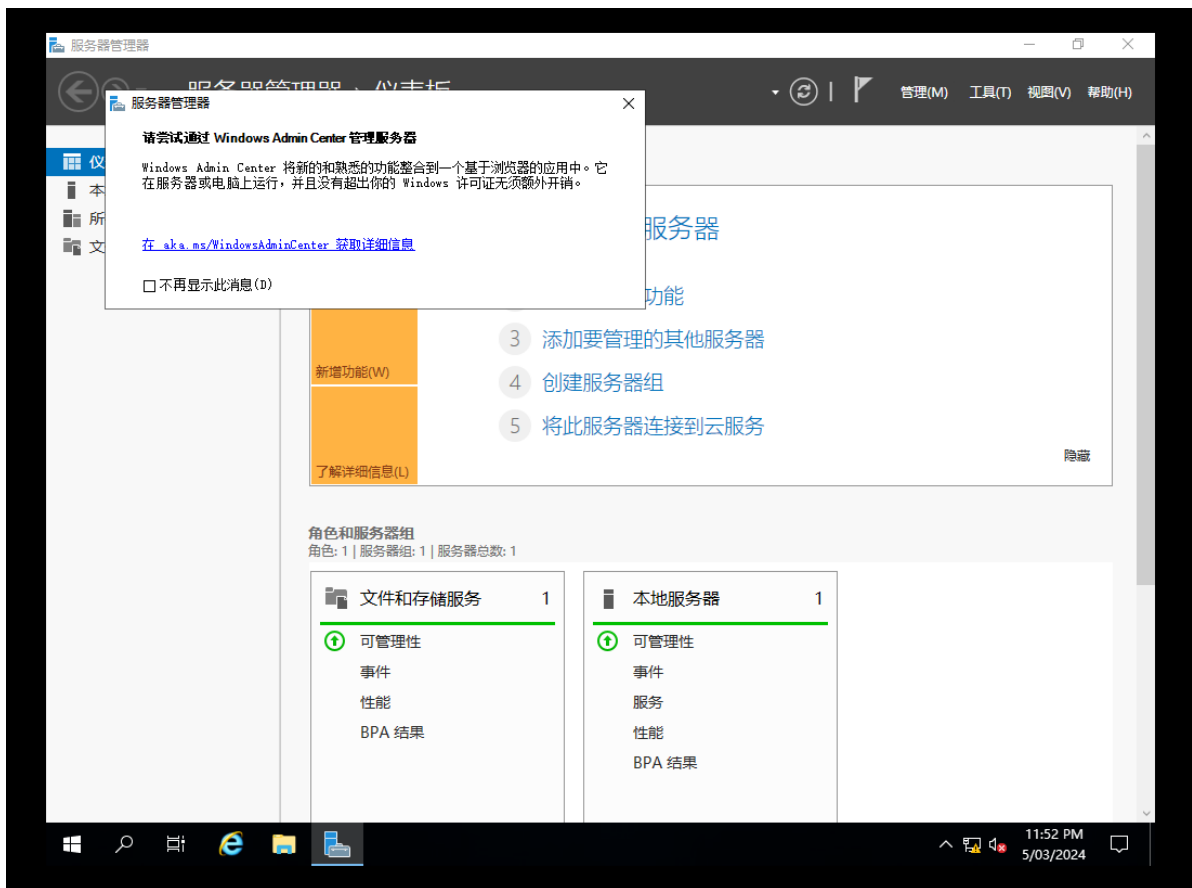 服务器管理器
管理(M) 工具(T) 视图(V) 帮助(H)
服务器管理器
请尝试通过 Windows Admin Center 管理服务器
Windows Admin Center 将新的和熟悉的功能整合到一个基于浏览器的应用中。它
在服务器或电脑上运行，并且没有超出你的 Windows 许可证无须额外开销。
在 aka.ms/WindowsAdminCenter 获取详细信息
不再显示此消息(D)
仪
本
所
文
服务器
功能
3 添加要管理的其他服务器
4 创建服务器组
5 将此服务器连接到云服务
新增功能(W)
了解详细信息(L)
隐藏
角色和服务器组
角色: 1 | 服务器组: 1 | 服务器总数: 1
文件和存储服务 1
可管理性
事件
性能
BPA 结果
本地服务器 1
可管理性
事件
服务
性能
BPA 结果
11:52 PM
5/03/2024